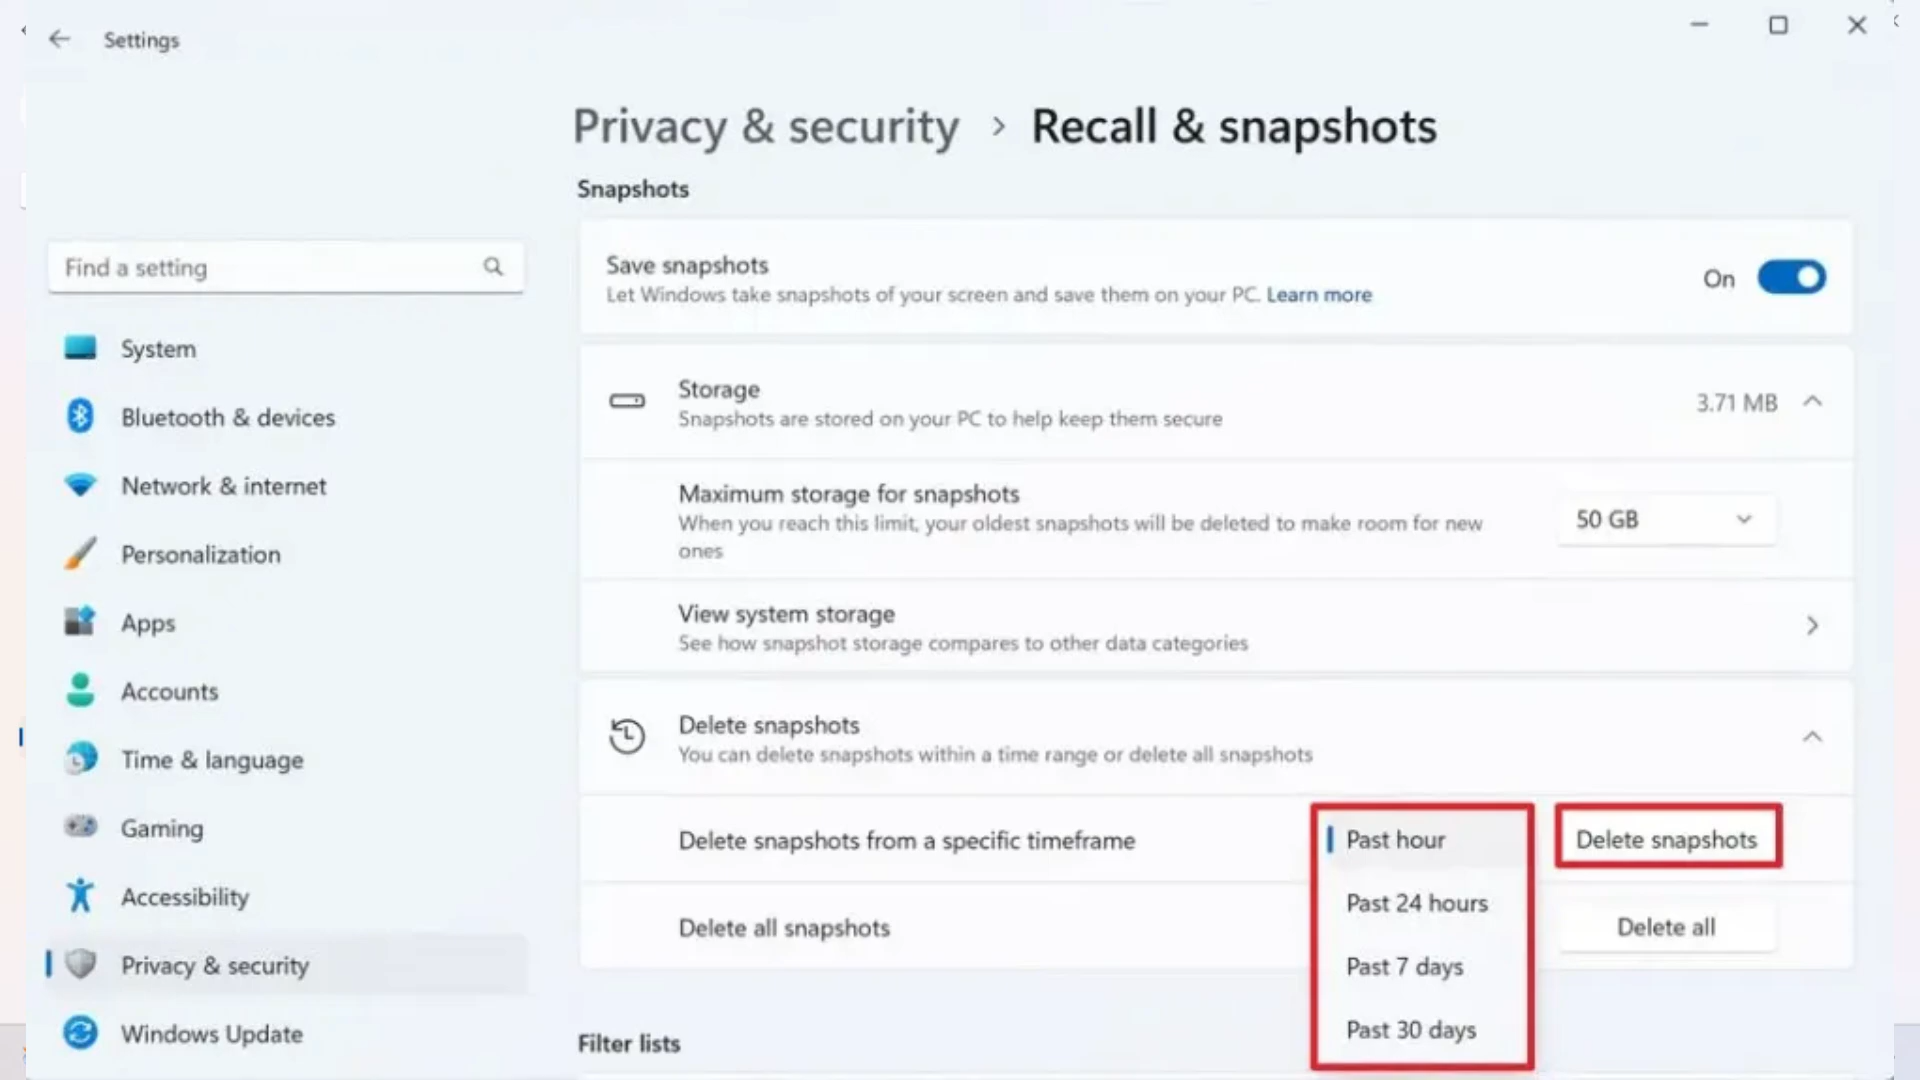 Settings
Privacy & security > Recall & snapshots
Snapshots
Find a setting
System
Bluetooth & devices
Network & internet
Personalization
Apps
Accounts
Time & language
Gaming
Accessibility
Privacy & security
Windows Update
Save snapshots
Let Windows take snapshots of your screen and save them on your PC. Learn more
On
Storage
Snapshots are stored on your PC to help keep them secure
3.71 MB
Maximum storage for snapshots
When you reach this limit, your oldest snapshots will be deleted to make room for new
ones
50 GB
View system storage
See how snapshot storage compares to other data categories
Delete snapshots
You can delete snapshots within a time range or delete all snapshots
Delete snapshots from a specific timeframe
Past hour
Past 24 hours
Past 7 days
Past 30 days
Delete snapshots
Delete all snapshots
Delete all
Filter lists